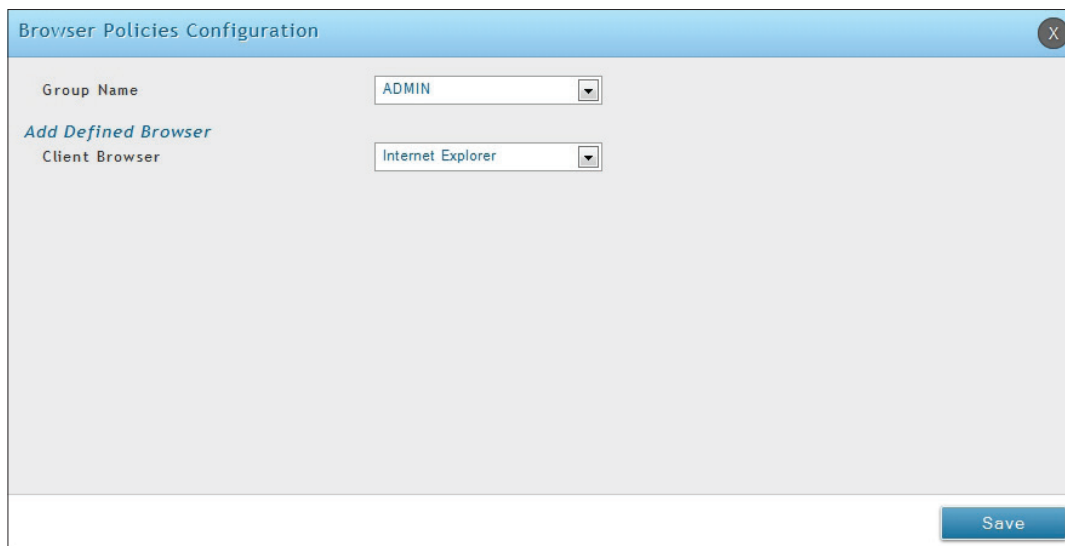 Browser Policies Configuration
X
Group Name
ADMIN
Add Defined Browser
Client Browser
Internet Explorer
Save